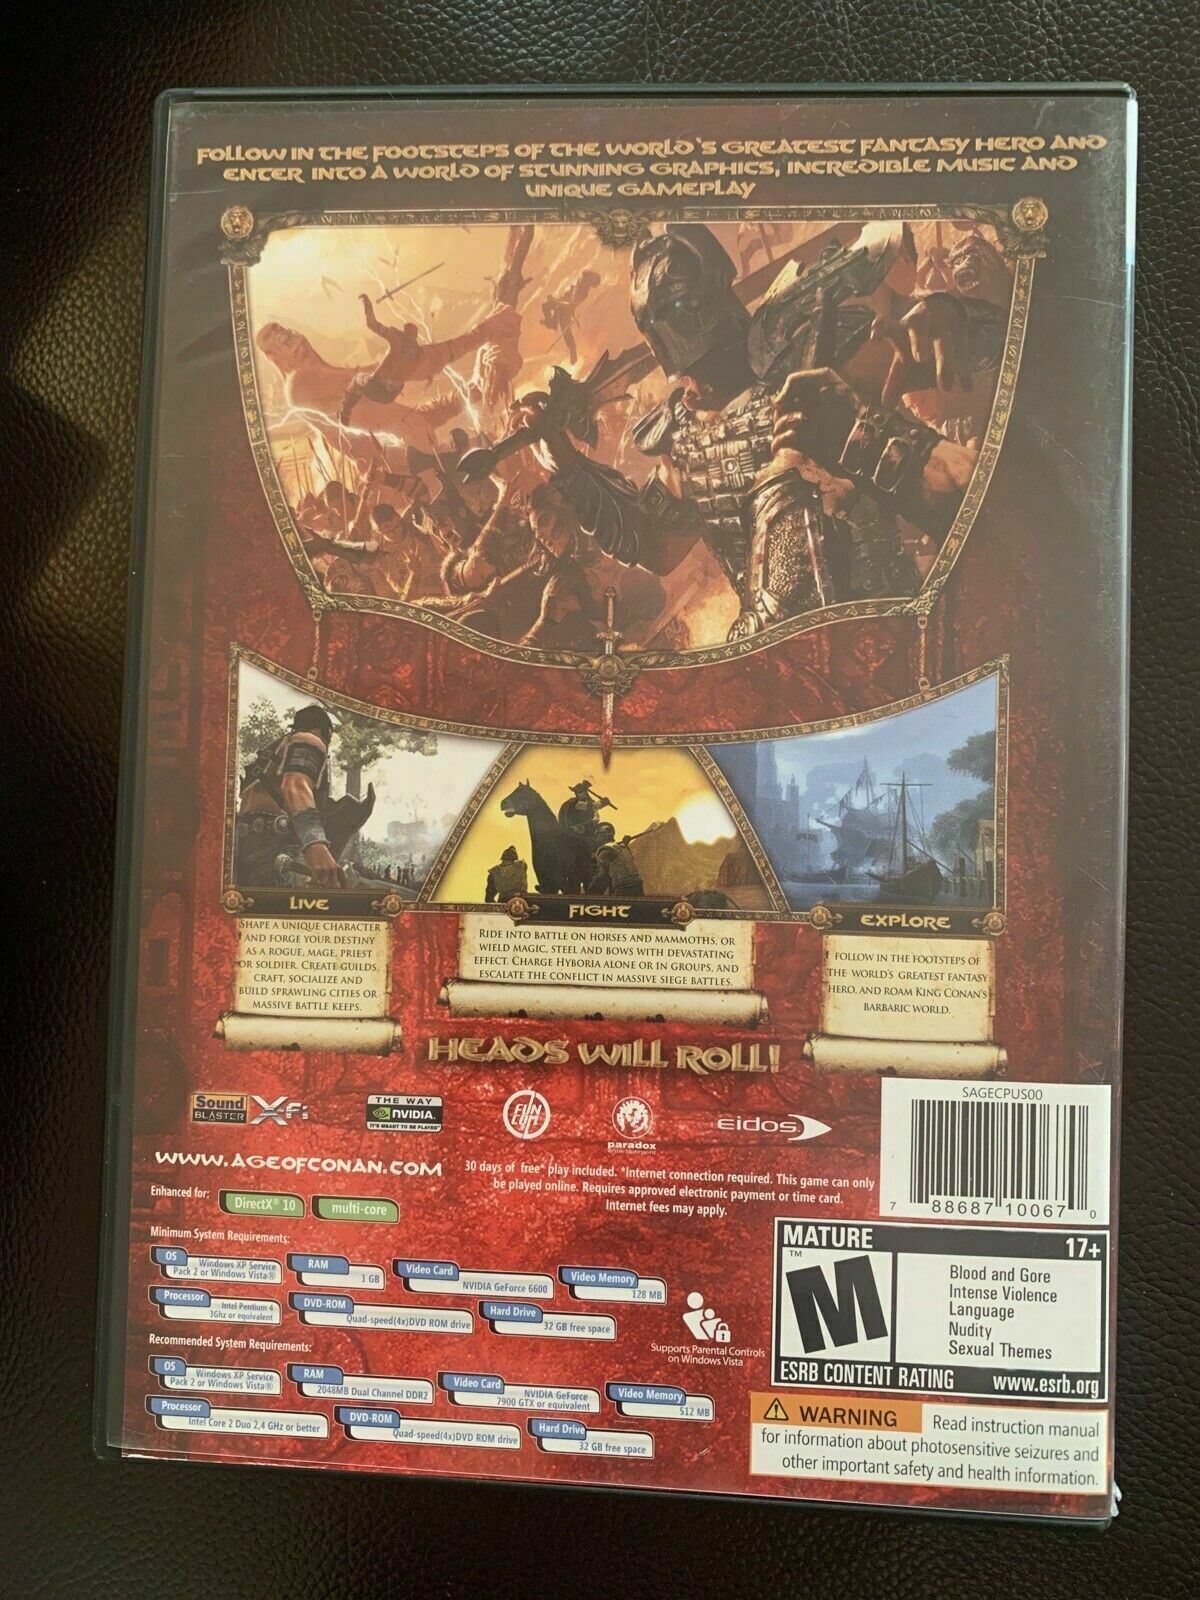 FOLLOW IN THE FOOTSTEPS OF THE WORLD'S GREATEST FANTASY HERO AND
ENTER INTO A WORLD OF STUNNING GRAPHICS, INCREDIBLE MUSIC AND
UNIQUE GAMEPLAY
LIVE
SHAPE A UNIQUE CHARACTER
AND FORGE YOUR DESTINY
AS A ROGUE, MAGE, PRIEST
OR SOLDIER. CREATE GUILDS,
CRAFT, SOCIALIZE AND
BUILD SPRAWLING CITIES OR
MASSIVE BATTLE KEEPS.
FIGHT
RIDE INTO BATTLE ON HORSES AND MAMMOTHS, OR
WIELD MAGIC, STEEL AND BOWS WITH DEVASTATING
EFFECT. CHARGE HYBORIA ALONE OR IN GROUPS, AND
ESCALATE THE CONFLICT IN MASSIVE SIEGE BATTLES.
EXPLORE
FOLLOW IN THE FOOTSTEPS OF
THE WORLD'S GREATEST FANTASY
HERO, AND ROAM KING CONAN'S
BARBARIC WORLD.
HEADS WILL ROLL!
Sound BLASTER X-Fi
THE WAY
NVIDIA.
IT'S MEANT TO BE PLAYED
FUNCOM
paradox
entertainment
eidos
SAGECPUS00
7 88687 10067 0
WWW.AGEOFCONAN.COM
30 days of free* play included. *Internet connection required. This game can only
be played online. Requires approved electronic payment or time card.
Internet fees may apply.
Enhanced for: DirectX® 10 multi-core
Minimum System Requirements:
OS Windows XP Service
Pack 2 or Windows Vista®
RAM 1 GB
Video Card NVIDIA GeForce 6600
Video Memory 128 MB
Processor Intel Pentium 4
3Ghz or equivalent
DVD-ROM Quad-speed(4x)DVD ROM drive
Hard Drive 32 GB free space
Supports Parental Controls
on Windows Vista
Recommended System Requirements:
OS Windows XP Service
Pack 2 or Windows Vista®
RAM 2048MB Dual Channel DDR2
Video Card NVIDIA GeForce
7900 GTX or equivalent
Video Memory 512 MB
Processor Intel Core 2 Duo 2,4 GHz or better
DVD-ROM Quad-speed(4x)DVD ROM drive
Hard Drive 32 GB free space
MATURE 17+
M
TM
Blood and Gore
Intense Violence
Language
Nudity
Sexual Themes
ESRB CONTENT RATING www.esrb.org
WARNING Read instruction manual
for information about photosensitive seizures and
other important safety and health information.